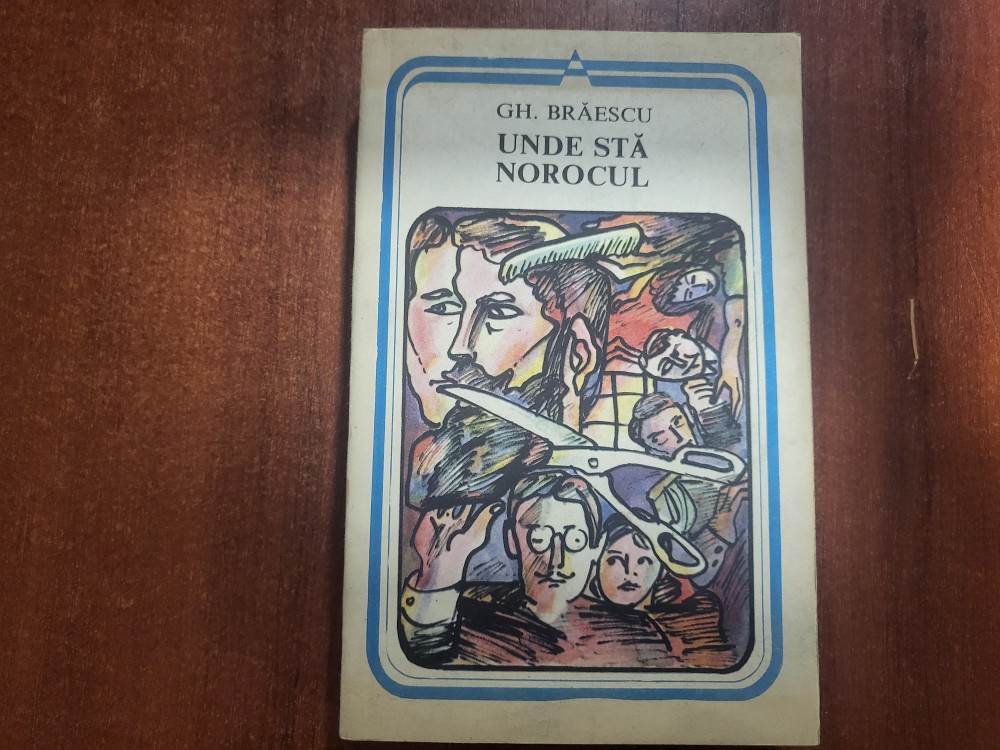 GH. BRĂESCU
UNDE STĂ
NOROCUL